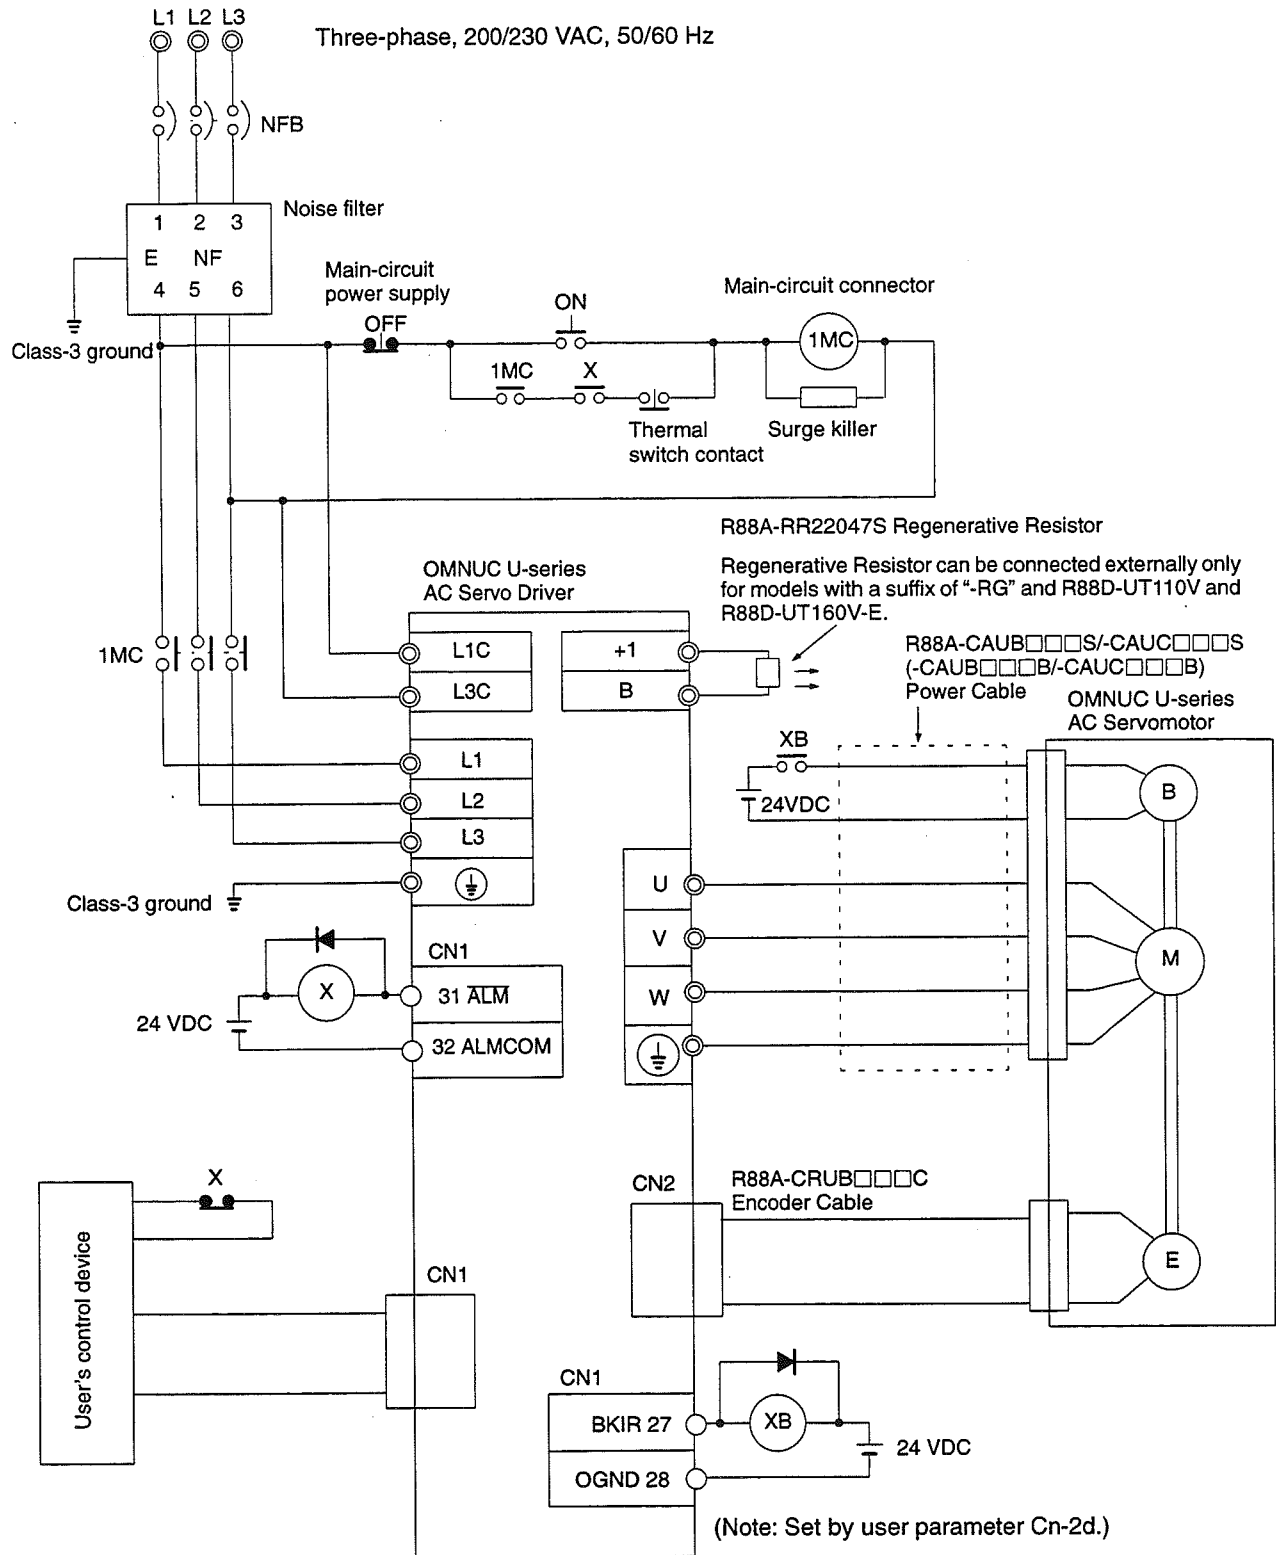 L1 L2 L3
Three-phase, 200/230 VAC, 50/60 Hz
NFB
Noise filter
1 2 3
E NF
4 5 6
Class-3 ground
Main-circuit
power supply
OFF
ON
Main-circuit connector
1MC
1MC X
Thermal
switch contact
Surge killer
R88A-RR22047S Regenerative Resistor
Regenerative Resistor can be connected externally only
for models with a suffix of “-RG” and R88D-UT110V and
R88D-UT160V-E.
OMNUC U-series
AC Servo Driver
1MC
L1C
L3C
+1
B
R88A-CAUB□□□S/-CAUC□□□S
(-CAUB□□□B/-CAUC□□□B)
Power Cable
OMNUC U-series
AC Servomotor
L1
L2
L3
XB
24VDC
B
Class-3 ground
U
V
W
M
CN1
X
31 ALM
24 VDC
32 ALMCOM
X
User's control device
CN1
CN2
R88A-CRUB□□□C
Encoder Cable
E
CN1
BKIR 27
XB
24 VDC
OGND 28
(Note: Set by user parameter Cn-2d.)